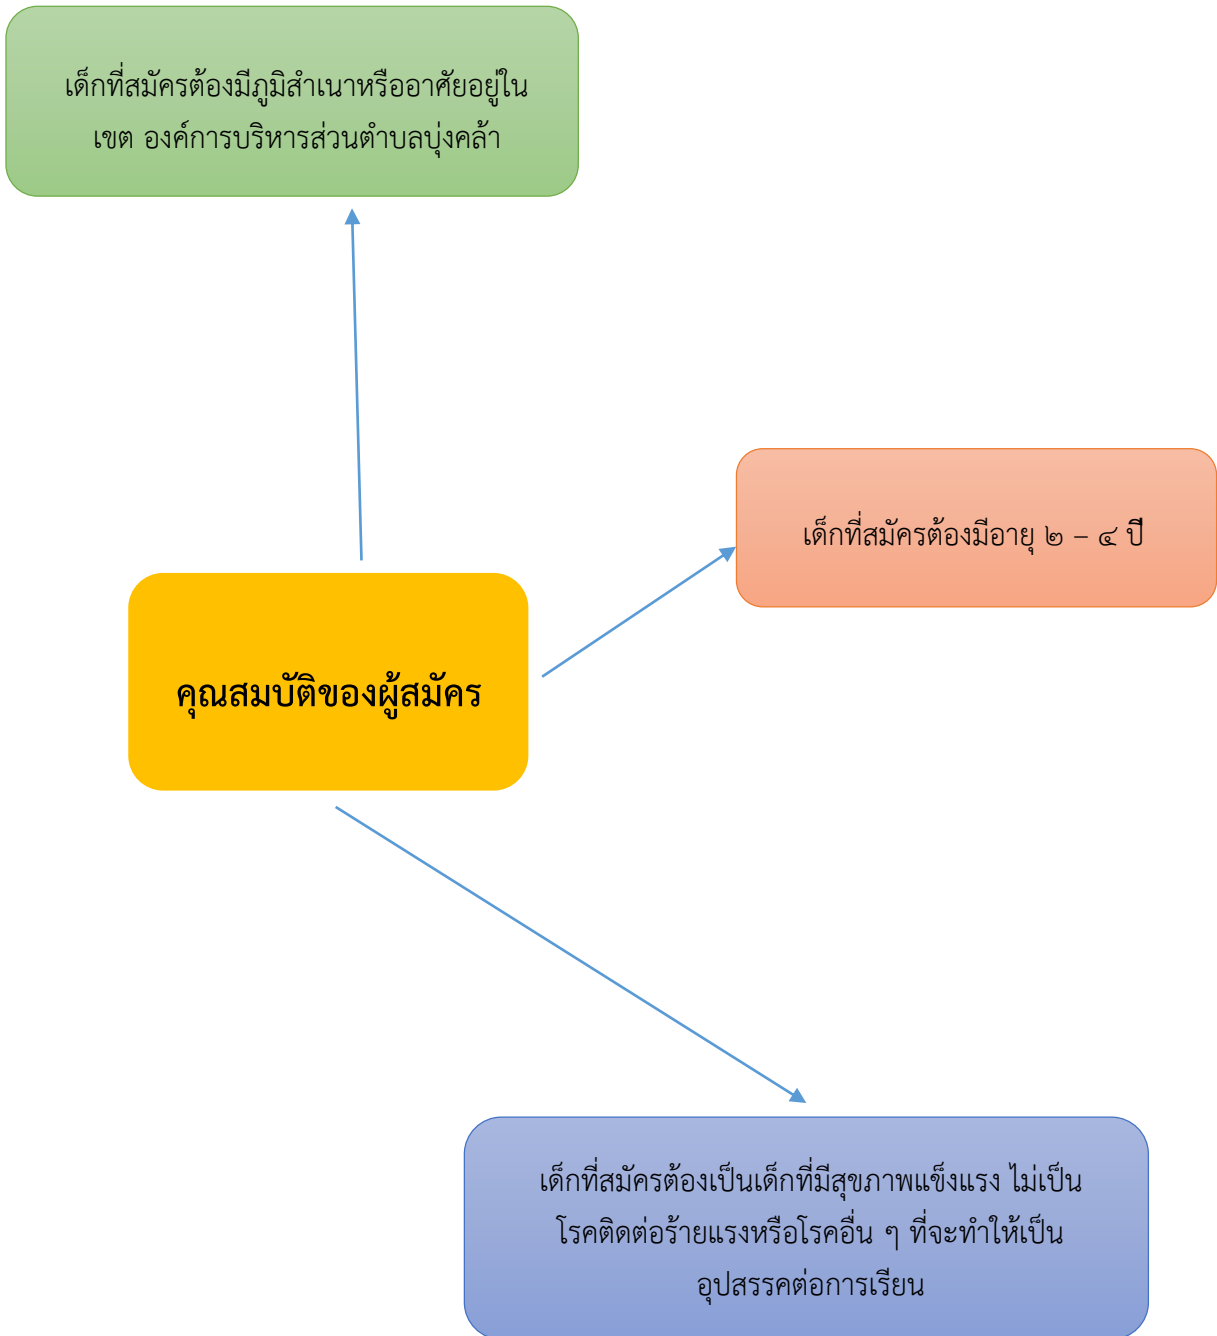 เด็กที่สมัครต้องมีภูมิสำเนาหรืออาศัยอยู่ใน
เขต องค์การบริหารส่วนตำบลบุ่งคล้า
เด็กที่สมัครต้องมีอายุ ๒ – ๔ ปี
คุณสมบัติของผู้สมัคร
เด็กที่สมัครต้องเป็นเด็กที่มีสุขภาพแข็งแรง ไม่เป็น
โรคติดต่อร้ายแรงหรือโรคอื่น ๆ ที่จะทำให้เป็น
อุปสรรคต่อการเรียน